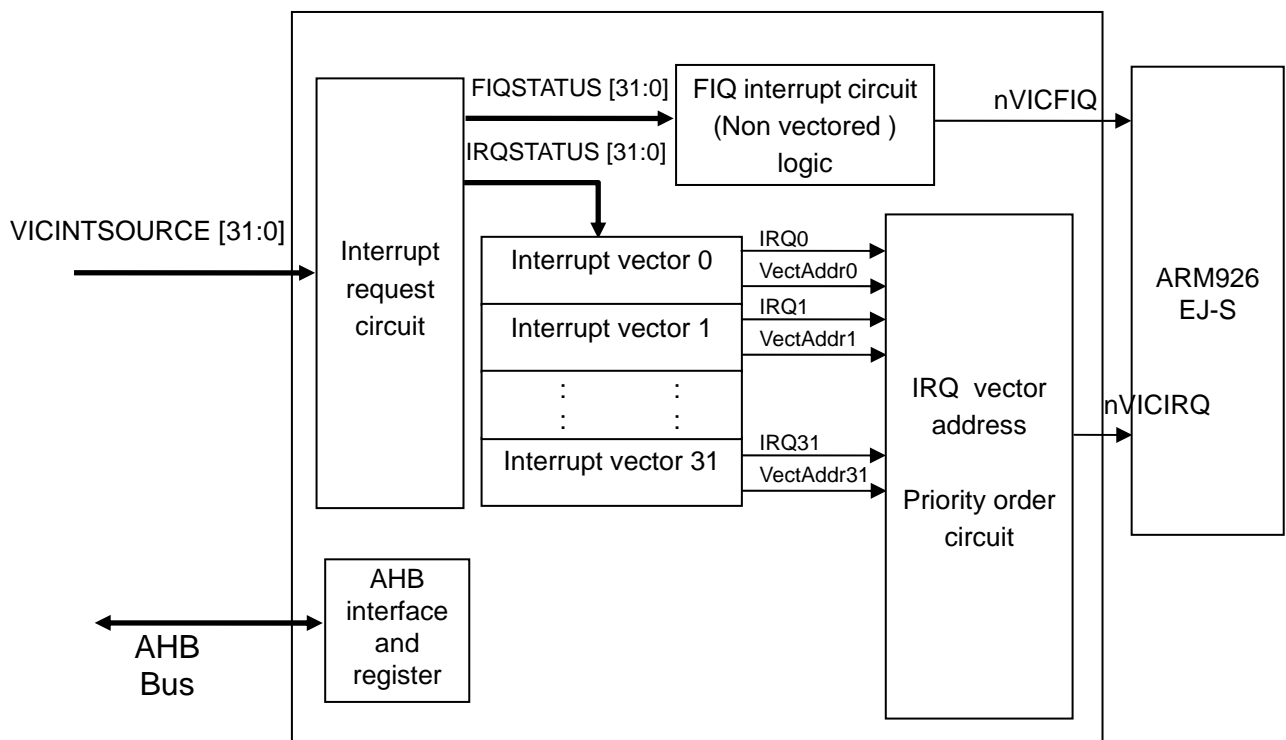 FIQSTATUS [31:0]
FIQ interrupt circuit
(Non vectored )
logic
nVICFIQ
IRQSTATUS [31:0]
VICINTSOURCE [31:0]
Interrupt
request
circuit
Interrupt vector 0
IRQ0
VectAddr0
Interrupt vector 1
IRQ1
VectAddr1
: :
: :
Interrupt vector 31
IRQ31
VectAddr31
IRQ vector
address
Priority order
circuit
nVICIRQ
ARM926
EJ-S
AHB
interface
and
register
AHB
Bus